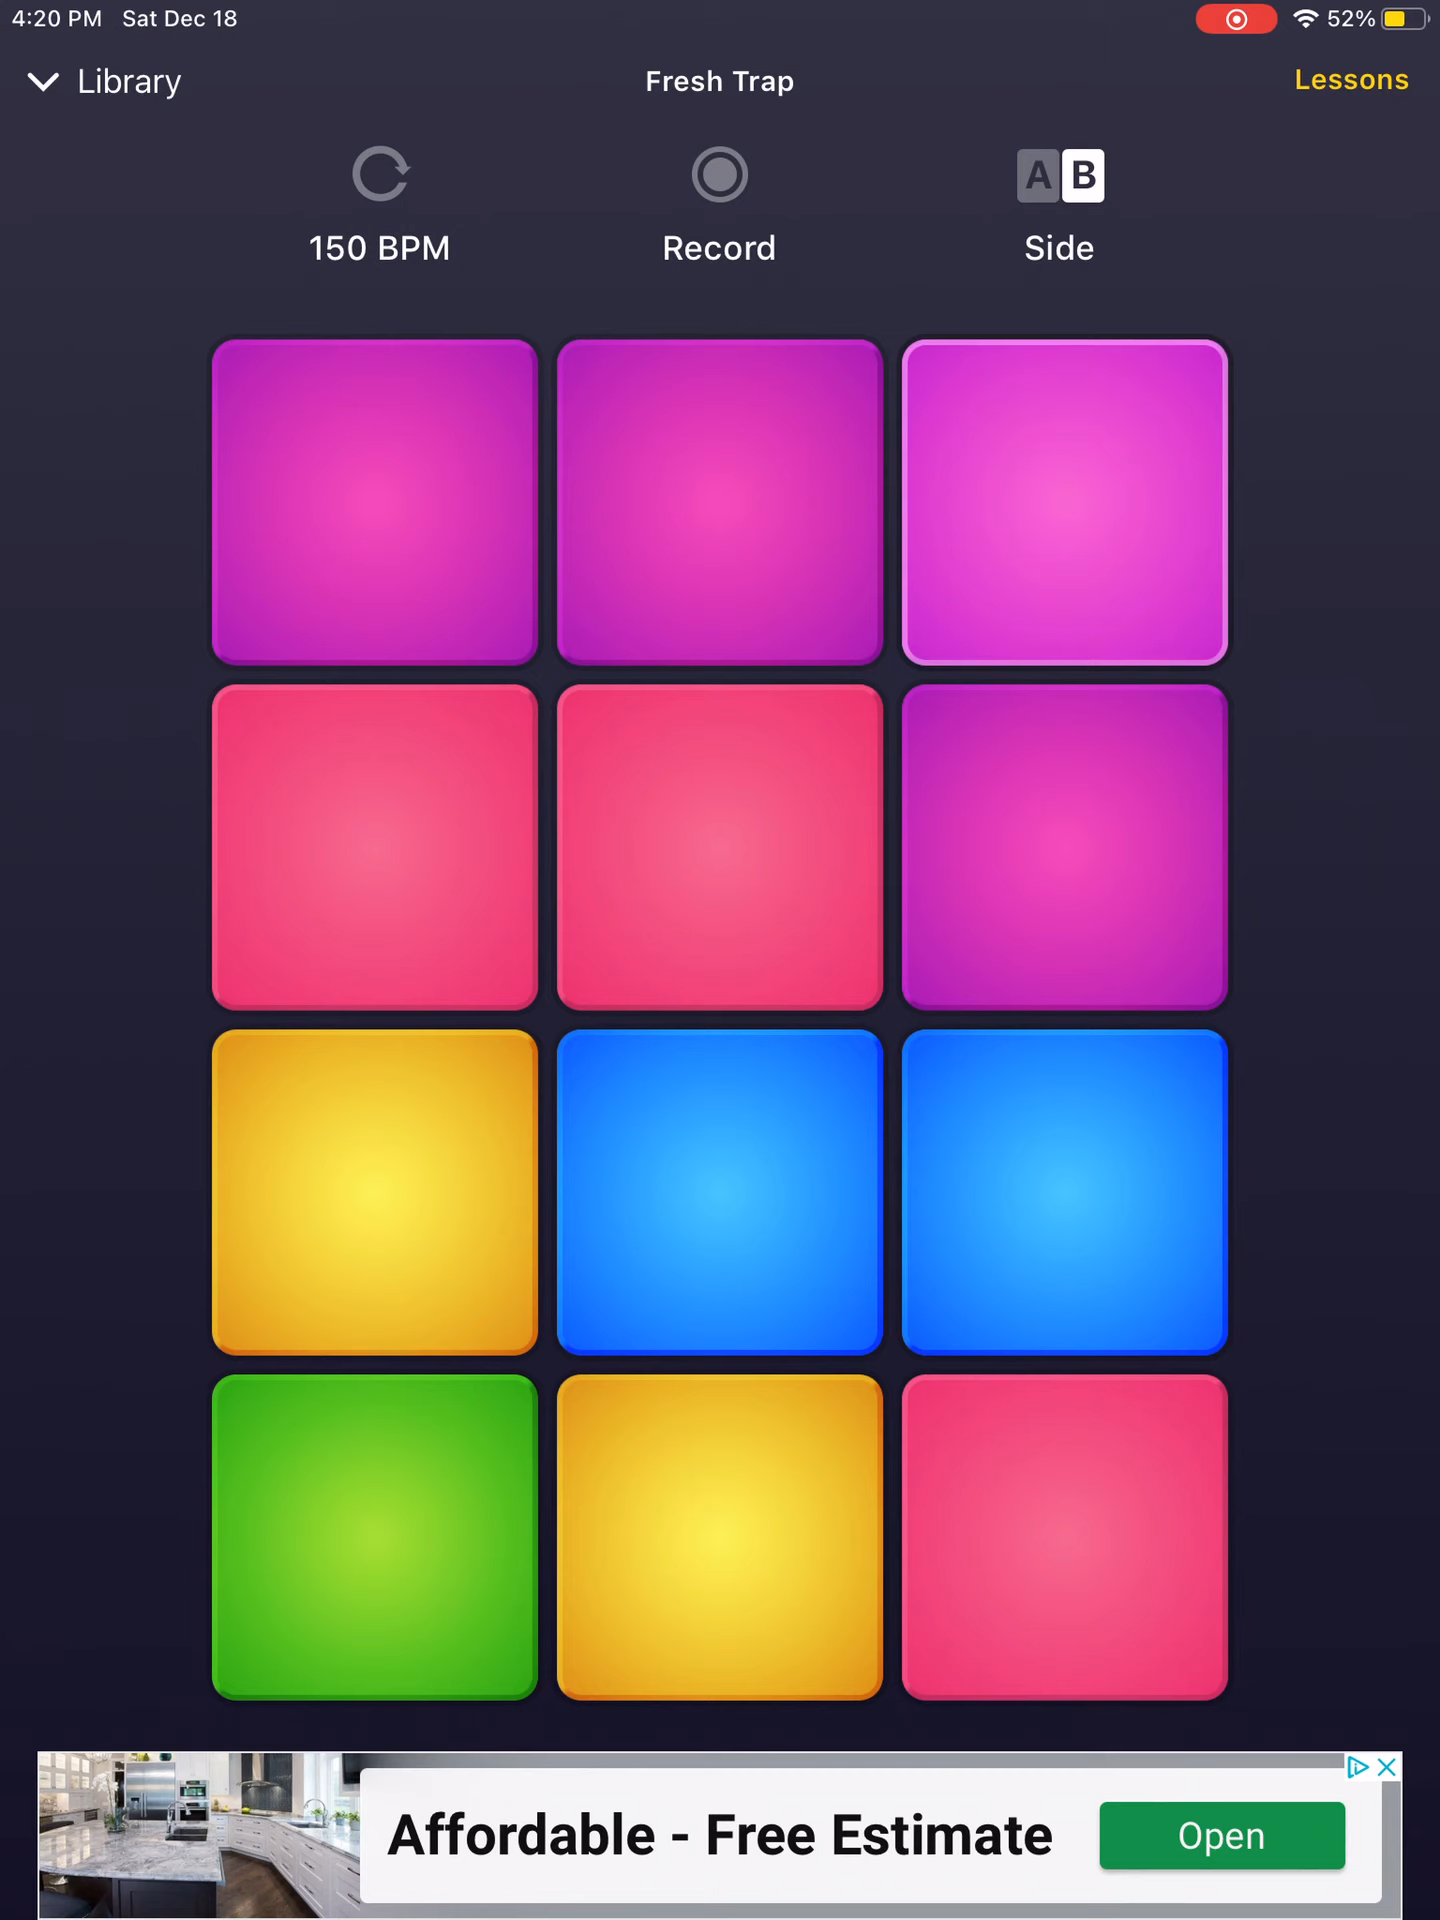 4:20 PM Sat Dec 18 52%
Library Fresh Trap Lessons
A B
150 BPM Record Side
Affordable - Free Estimate Open